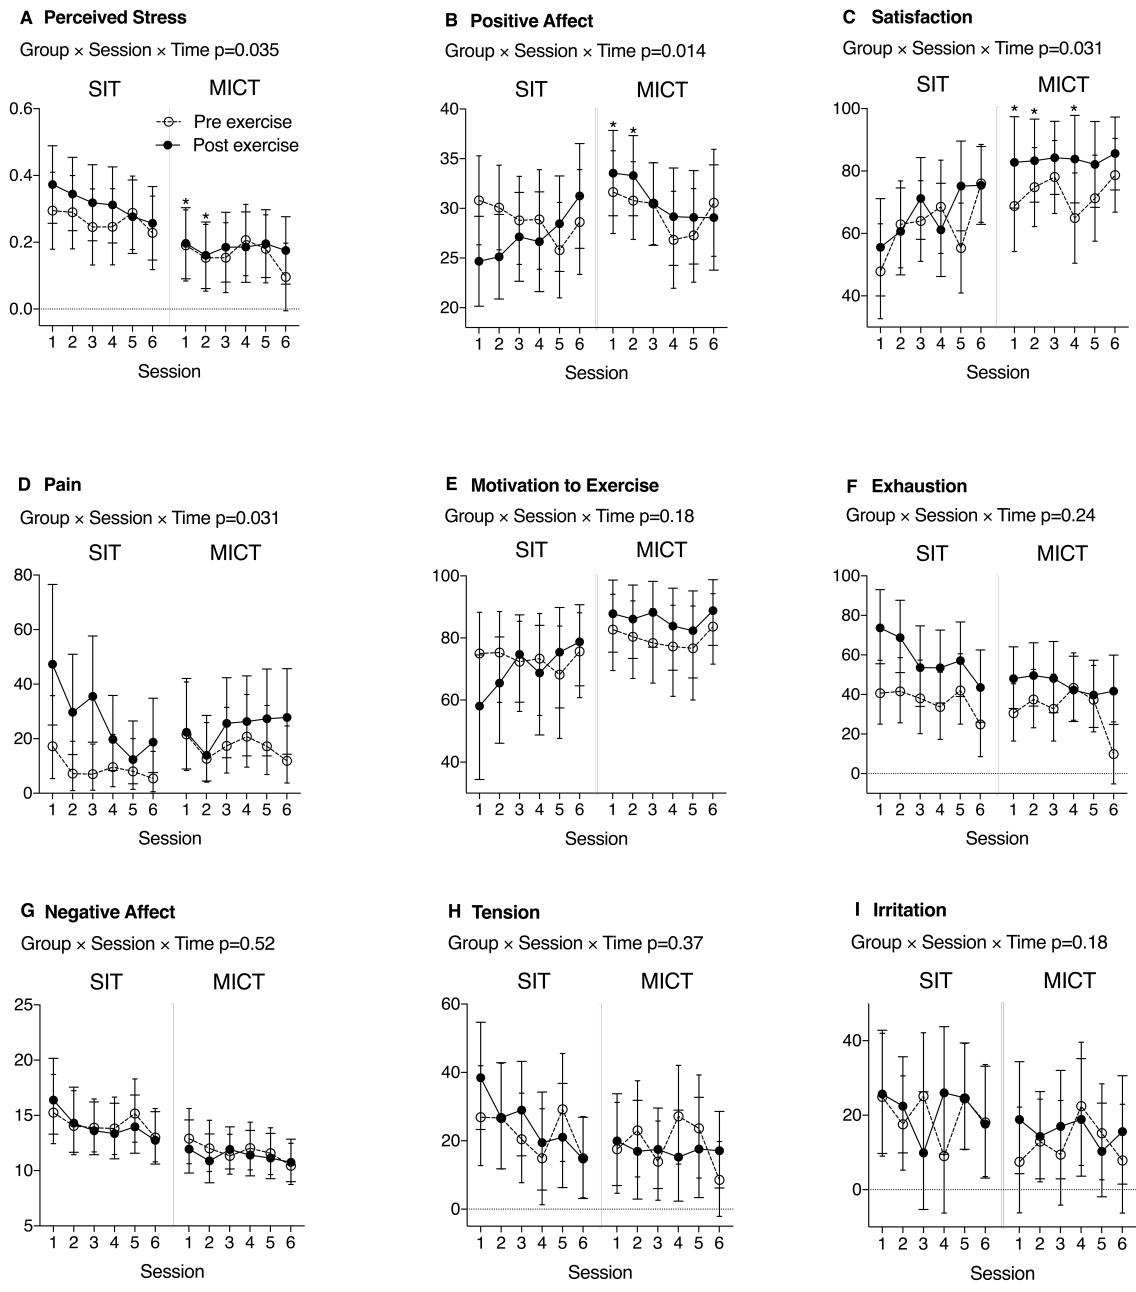 A Perceived Stress
Group × Session × Time p=0.035
SIT MICT
Pre exercise
Post exercise
0.6
0.4
0.2
0.0
* *
1 2 3 4 5 6 1 2 3 4 5 6
Session
B Positive Affect
Group × Session × Time p=0.014
SIT MICT
40
35
30
25
20
* *
1 2 3 4 5 6 1 2 3 4 5 6
Session
C Satisfaction
Group × Session × Time p=0.031
SIT MICT
100
80
60
40
* * *
1 2 3 4 5 6 1 2 3 4 5 6
Session
D Pain
Group × Session × Time p=0.031
SIT MICT
80
60
40
20
0
1 2 3 4 5 6 1 2 3 4 5 6
Session
E Motivation to Exercise
Group × Session × Time p=0.18
SIT MICT
100
80
60
40
1 2 3 4 5 6 1 2 3 4 5 6
Session
F Exhaustion
Group × Session × Time p=0.24
SIT MICT
100
80
60
40
20
0
1 2 3 4 5 6 1 2 3 4 5 6
Session
G Negative Affect
Group × Session × Time p=0.52
SIT MICT
25
20
15
10
5
1 2 3 4 5 6 1 2 3 4 5 6
Session
H Tension
Group × Session × Time p=0.37
SIT MICT
60
40
20
0
1 2 3 4 5 6 1 2 3 4 5 6
Session
I Irritation
Group × Session × Time p=0.18
SIT MICT
40
20
0
1 2 3 4 5 6 1 2 3 4 5 6
Session